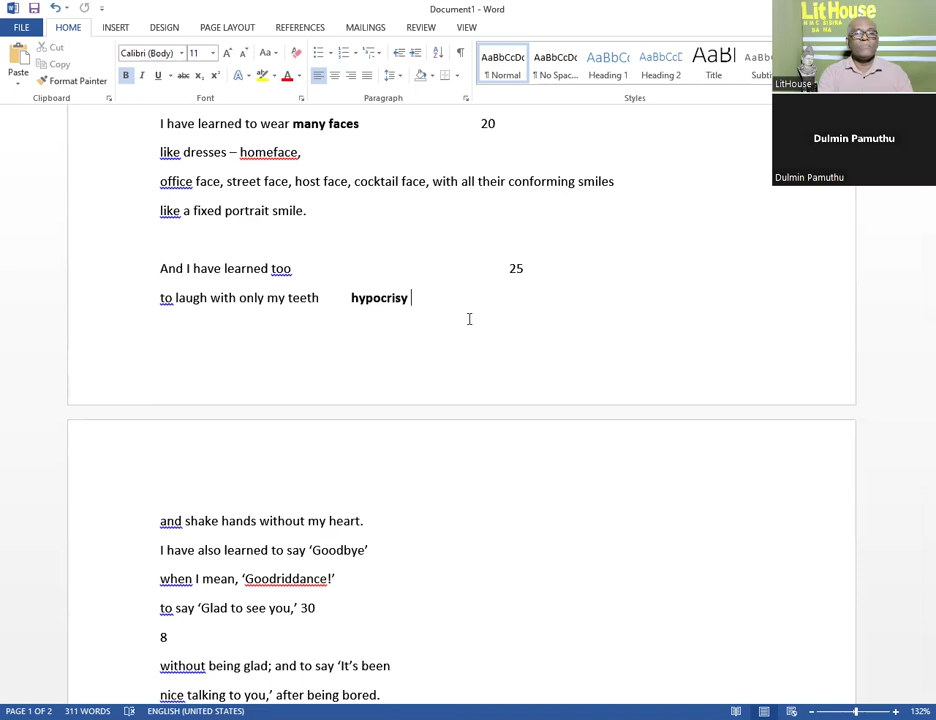 Document1 - Word
FILE HOME INSERT DESIGN PAGE LAYOUT REFERENCES MAILINGS REVIEW VIEW
Paste
Cut
Copy
Format Painter
Clipboard
Calibri (Body) 11
Font
Paragraph
AaBbCcDc AaBbCcDc AaBbCc AaBbCcD AaBl AaBb
¶ Normal ¶ No Spac... Heading 1 Heading 2 Title Subti
Styles
LitHouse
LitHouse
Dulmin Pamuthu
Dulmin Pamuthu
I have learned to wear many faces 20
like dresses – homeface,
office face, street face, host face, cocktail face, with all their conforming smiles
like a fixed portrait smile.
And I have learned too 25
to laugh with only my teeth hypocrisy
and shake hands without my heart.
I have also learned to say ‘Goodbye’
when I mean, ‘Goodriddance!’
to say ‘Glad to see you,’ 30
8
without being glad; and to say ‘It’s been
nice talking to you,’ after being bored.
PAGE 1 OF 2 311 WORDS ENGLISH (UNITED STATES) 132%